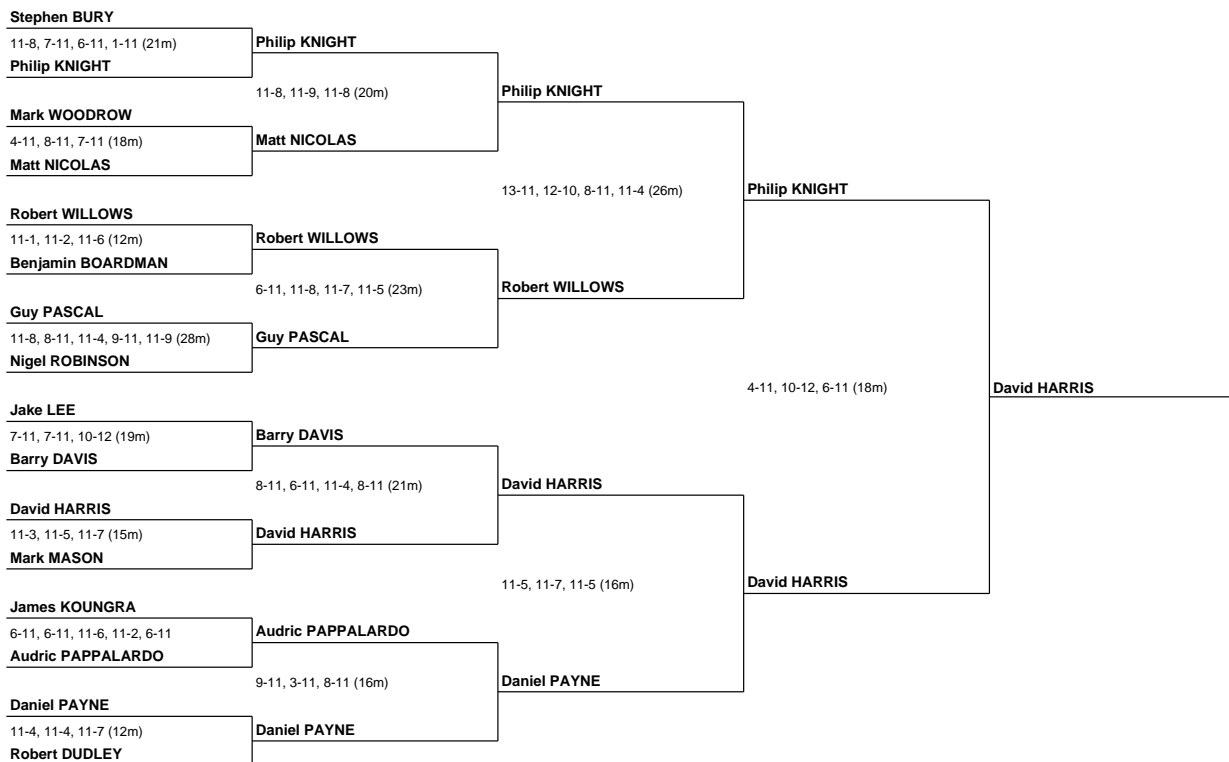 Stephen BURY
11-8, 7-11, 6-11, 1-11 (21m)
Philip KNIGHT
Philip KNIGHT
11-8, 11-9, 11-8 (20m)
Philip KNIGHT
Mark WOODROW
4-11, 8-11, 7-11 (18m)
Matt NICOLAS
Matt NICOLAS
13-11, 12-10, 8-11, 11-4 (26m)
Philip KNIGHT
Robert WILLOWS
11-1, 11-2, 11-6 (12m)
Robert WILLOWS
Benjamin BOARDMAN
6-11, 11-8, 11-7, 11-5 (23m)
Robert WILLOWS
Guy PASCAL
11-8, 8-11, 11-4, 9-11, 11-9 (28m)
Guy PASCAL
Nigel ROBINSON
4-11, 10-12, 6-11 (18m)
David HARRIS
Jake LEE
7-11, 7-11, 10-12 (19m)
Barry DAVIS
Barry DAVIS
8-11, 6-11, 11-4, 8-11 (21m)
David HARRIS
David HARRIS
11-3, 11-5, 11-7 (15m)
David HARRIS
Mark MASON
11-5, 11-7, 11-5 (16m)
David HARRIS
James KOUNGRA
6-11, 6-11, 11-6, 11-2, 6-11
Audric PAPPALARDO
Audric PAPPALARDO
9-11, 3-11, 8-11 (16m)
Daniel PAYNE
Daniel PAYNE
11-4, 11-4, 11-7 (12m)
Daniel PAYNE
Robert DUDLEY